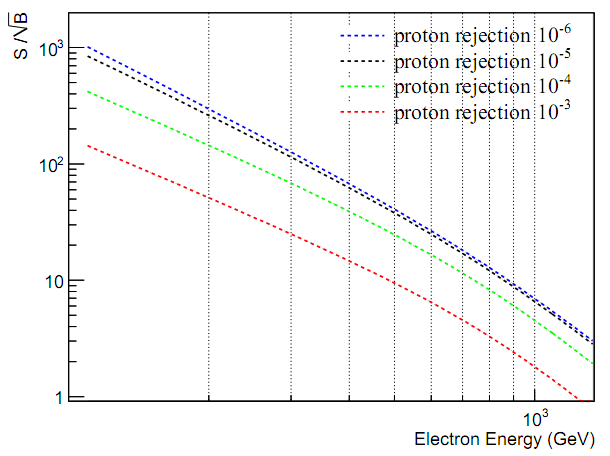 S /√B
10³
10²
10
1
proton rejection 10⁻⁶
proton rejection 10⁻⁵
proton rejection 10⁻⁴
proton rejection 10⁻³
10³
Electron Energy (GeV)